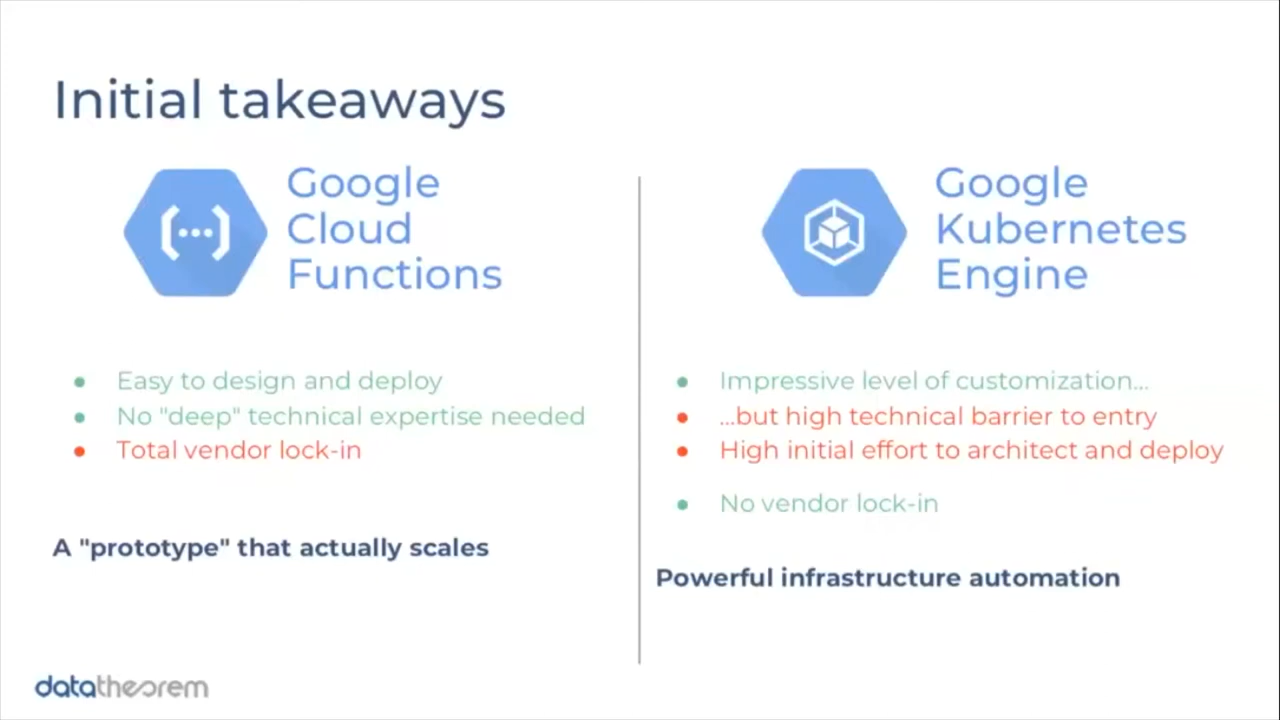 Initial takeaways
Google
Cloud
Functions
Easy to design and deploy
No "deep" technical expertise needed
Total vendor lock-in
A "prototype" that actually scales
Google
Kubernetes
Engine
Impressive level of customization...
...but high technical barrier to entry
High initial effort to architect and deploy
No vendor lock-in
Powerful infrastructure automation
datatheorem